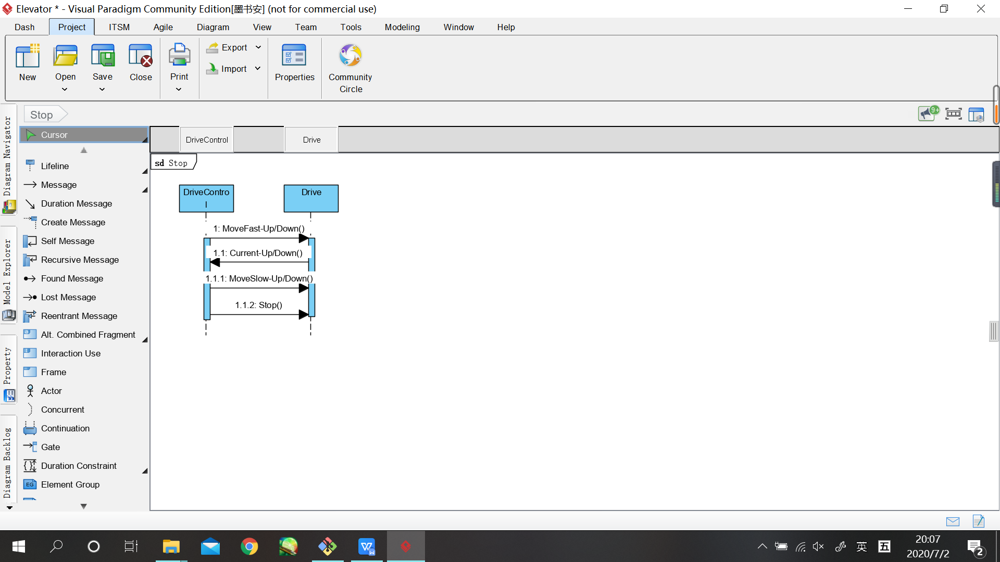 Elevator * - Visual Paradigm Community Edition[墨书安] (not for commercial use)
Dash Project ITSM Agile Diagram View Team Tools Modeling Window Help
New Open Save Close Print Export Import Properties Community Circle
Stop
9+
Diagram Navigator
Model Explorer
Property
Diagram Backlog
Cursor
Lifeline
Message
Duration Message
Create Message
Self Message
Recursive Message
Found Message
Lost Message
Reentrant Message
Alt. Combined Fragment
Interaction Use
Frame
Actor
Concurrent
Continuation
Gate
Duration Constraint
EG Element Group
DriveControl Drive
sd Stop
DriveContro
l
Drive
1: MoveFast-Up/Down()
1.1: Current-Up/Down()
1.1.1: MoveSlow-Up/Down()
1.1.2: Stop()
英 五
20:07
2020/7/2
2